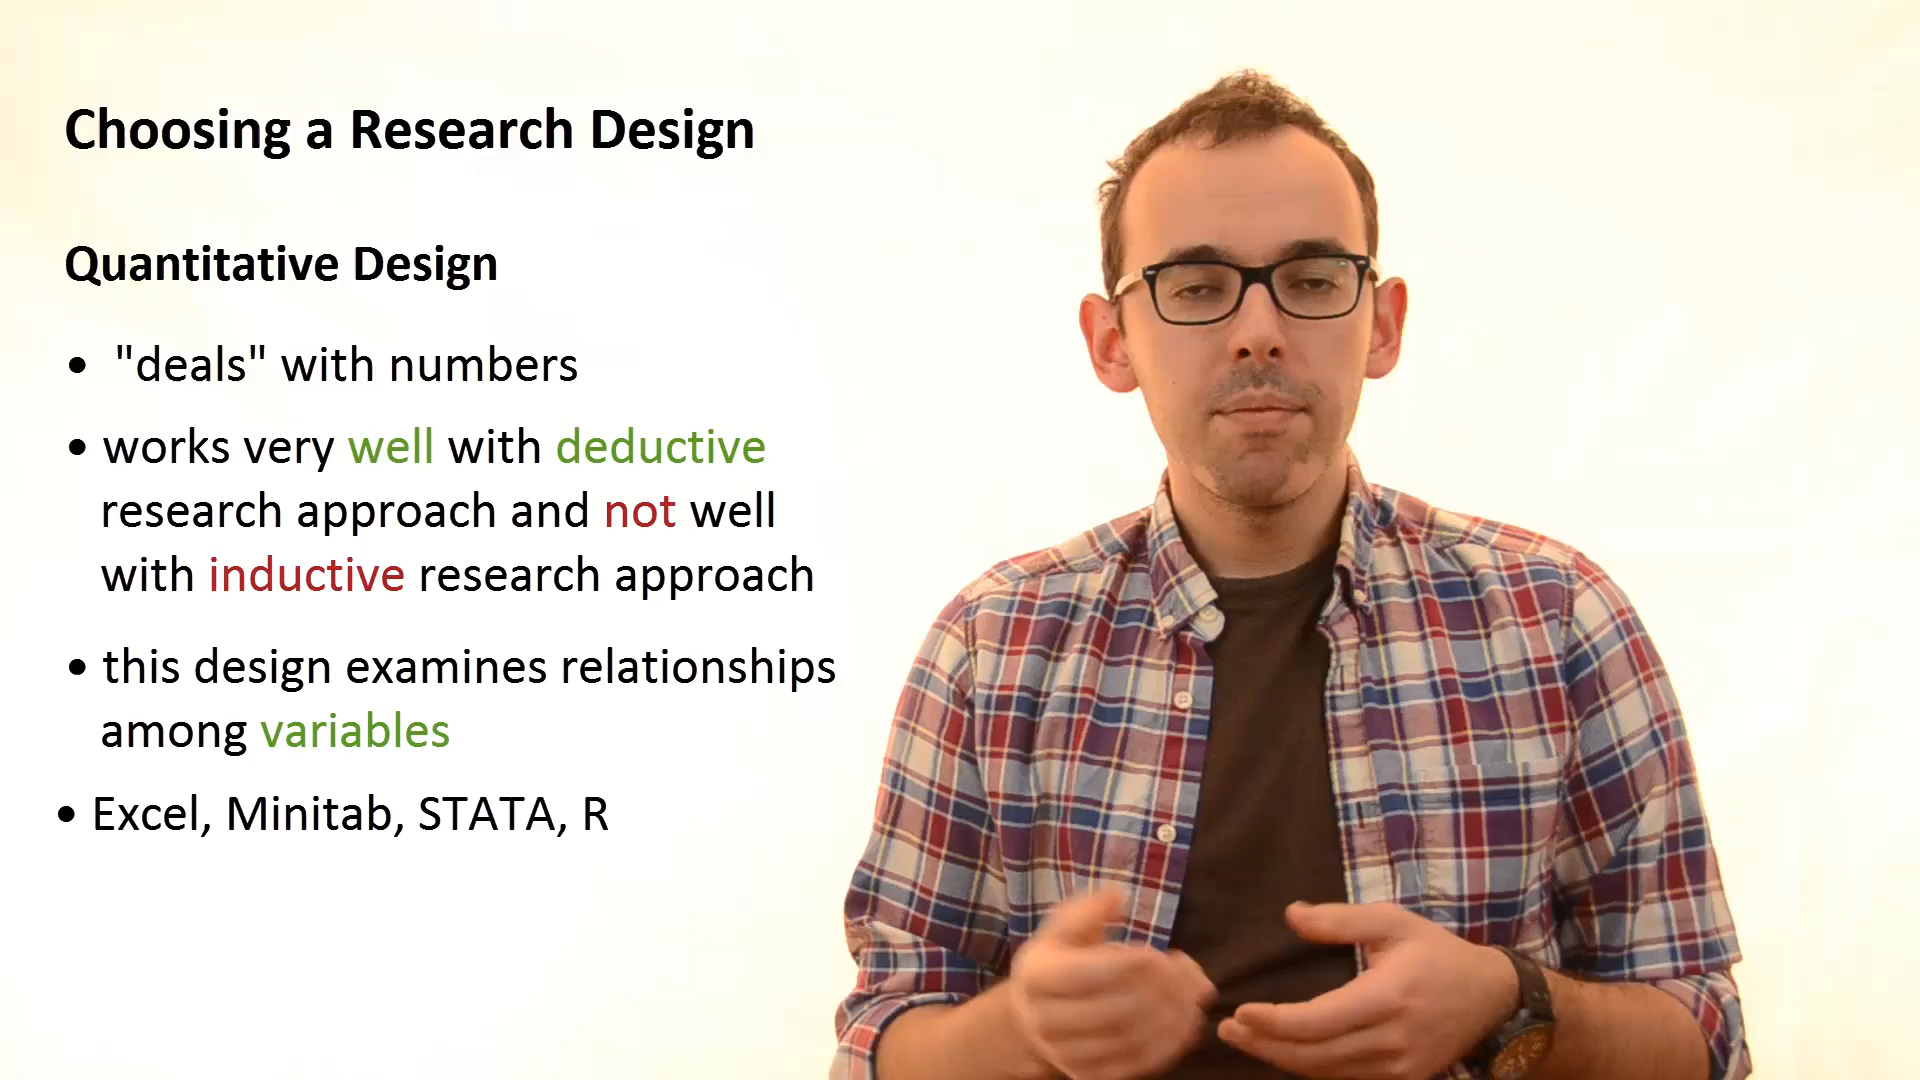 Choosing a Research Design
Quantitative Design
• "deals" with numbers
• works very well with deductive
research approach and not well
with inductive research approach
• this design examines relationships
among variables
• Excel, Minitab, STATA, R